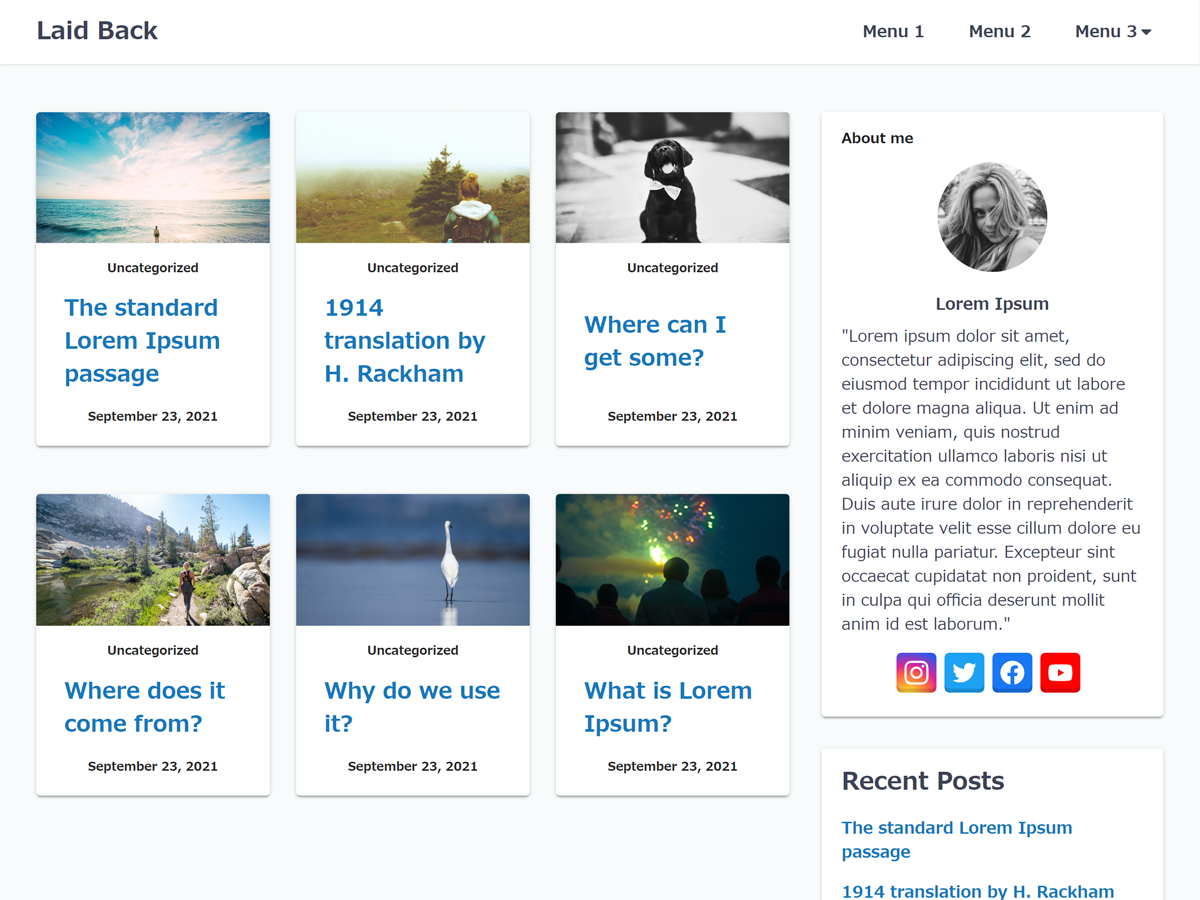 Laid Back
Menu 1
Menu 2
Menu 3
Uncategorized
The standard
Lorem Ipsum
passage
September 23, 2021
Uncategorized
1914
translation by
H. Rackham
September 23, 2021
Uncategorized
Where can I
get some?
September 23, 2021
Uncategorized
Where does it
come from?
September 23, 2021
Uncategorized
Why do we use
it?
September 23, 2021
Uncategorized
What is Lorem
Ipsum?
September 23, 2021
About me
Lorem Ipsum
"Lorem ipsum dolor sit amet,
consectetur adipiscing elit, sed do
eiusmod tempor incididunt ut labore
et dolore magna aliqua. Ut enim ad
minim veniam, quis nostrud
exercitation ullamco laboris nisi ut
aliquip ex ea commodo consequat.
Duis aute irure dolor in reprehenderit
in voluptate velit esse cillum dolore eu
fugiat nulla pariatur. Excepteur sint
occaecat cupidatat non proident, sunt
in culpa qui officia deserunt mollit
anim id est laborum."
Recent Posts
The standard Lorem Ipsum
passage
1914 translation by H. Rackham